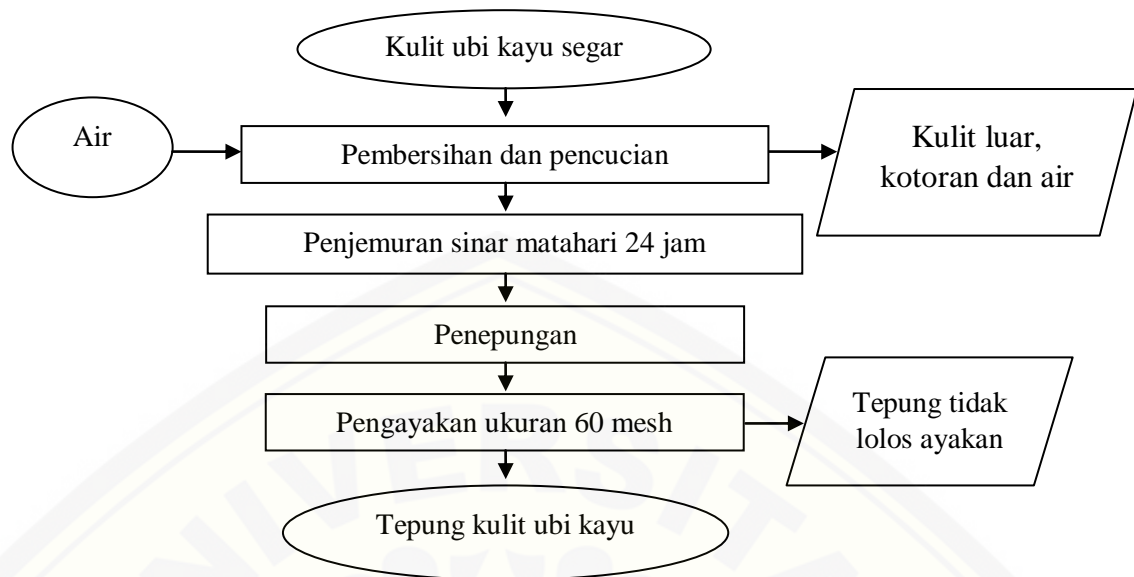 Kulit ubi kayu segar
Air
Pembersihan dan pencucian
Kulit luar,
kotoran dan air
Penjemuran sinar matahari 24 jam
Penepungan
Pengayakan ukuran 60 mesh
Tepung tidak
lolos ayakan
Tepung kulit ubi kayu
UNIVERSITA